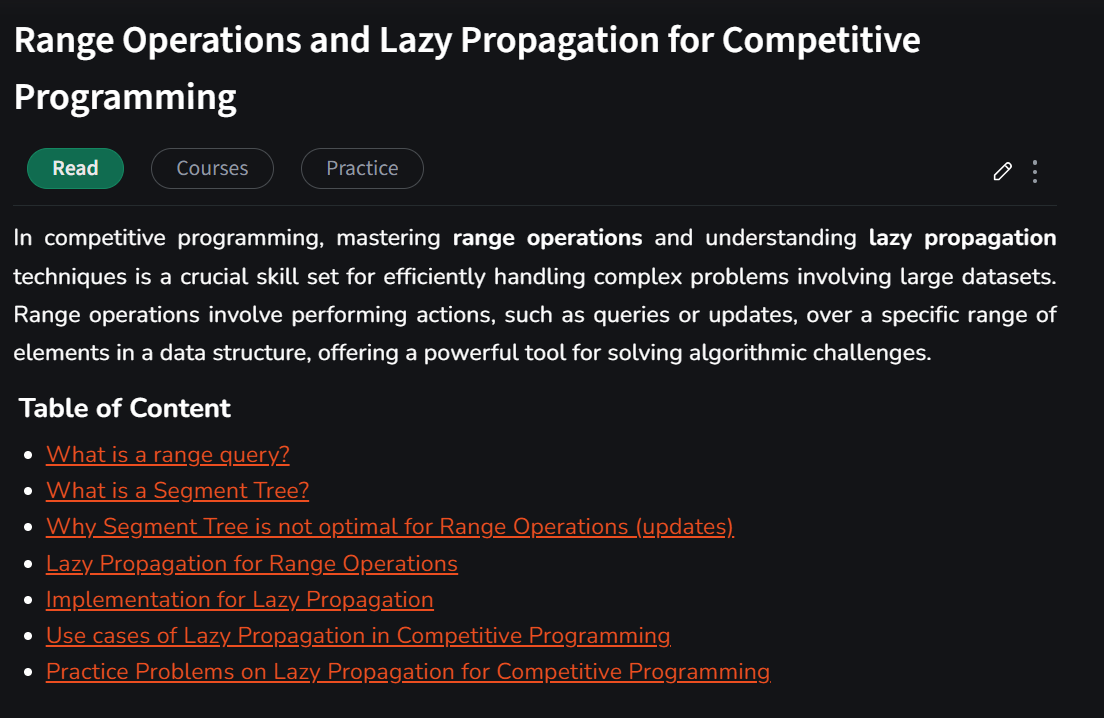 Range Operations and Lazy Propagation for Competitive
Programming
Read
Courses
Practice
In competitive programming, mastering range operations and understanding lazy propagation
techniques is a crucial skill set for efficiently handling complex problems involving large datasets.
Range operations involve performing actions, such as queries or updates, over a specific range of
elements in a data structure, offering a powerful tool for solving algorithmic challenges.
Table of Content
What is a range query?
What is a Segment Tree?
Why Segment Tree is not optimal for Range Operations (updates)
Lazy Propagation for Range Operations
Implementation for Lazy Propagation
Use cases of Lazy Propagation in Competitive Programming
Practice Problems on Lazy Propagation for Competitive Programming